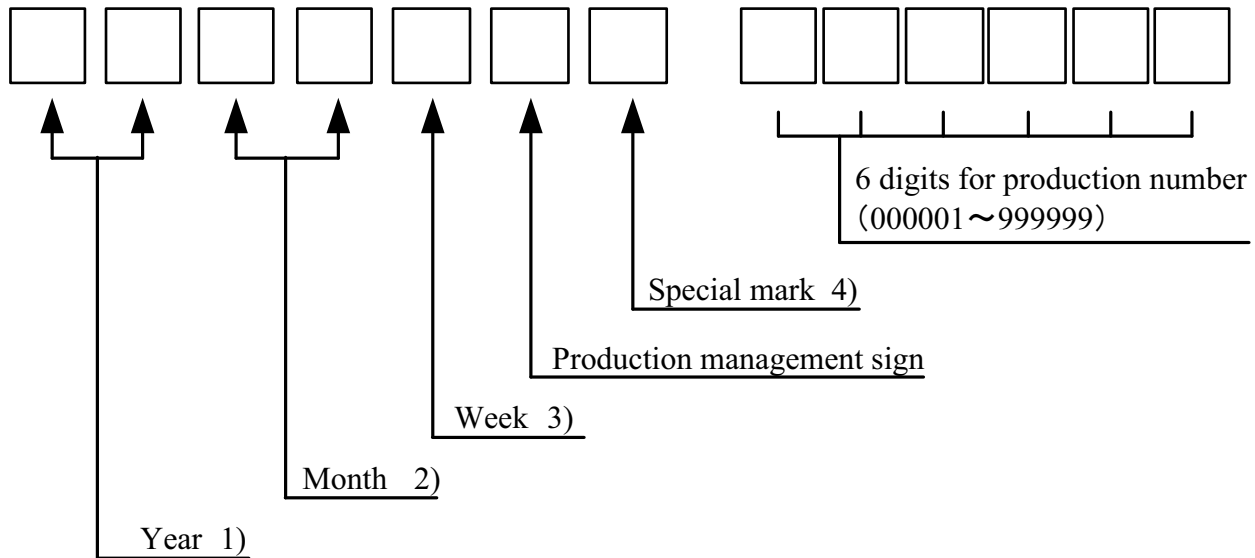 6 digits for production number
（000001～999999）
Special mark 4)
Production management sign
Week 3)
Month 2)
Year 1)